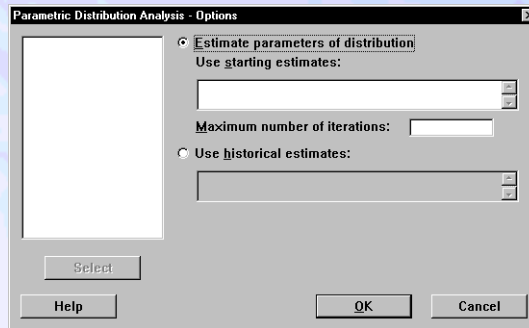 Parametric Distribution Analysis - Options
Estimate parameters of distribution
Use starting estimates:
Maximum number of iterations:
Use historical estimates:
Select
Help
OK
Cancel